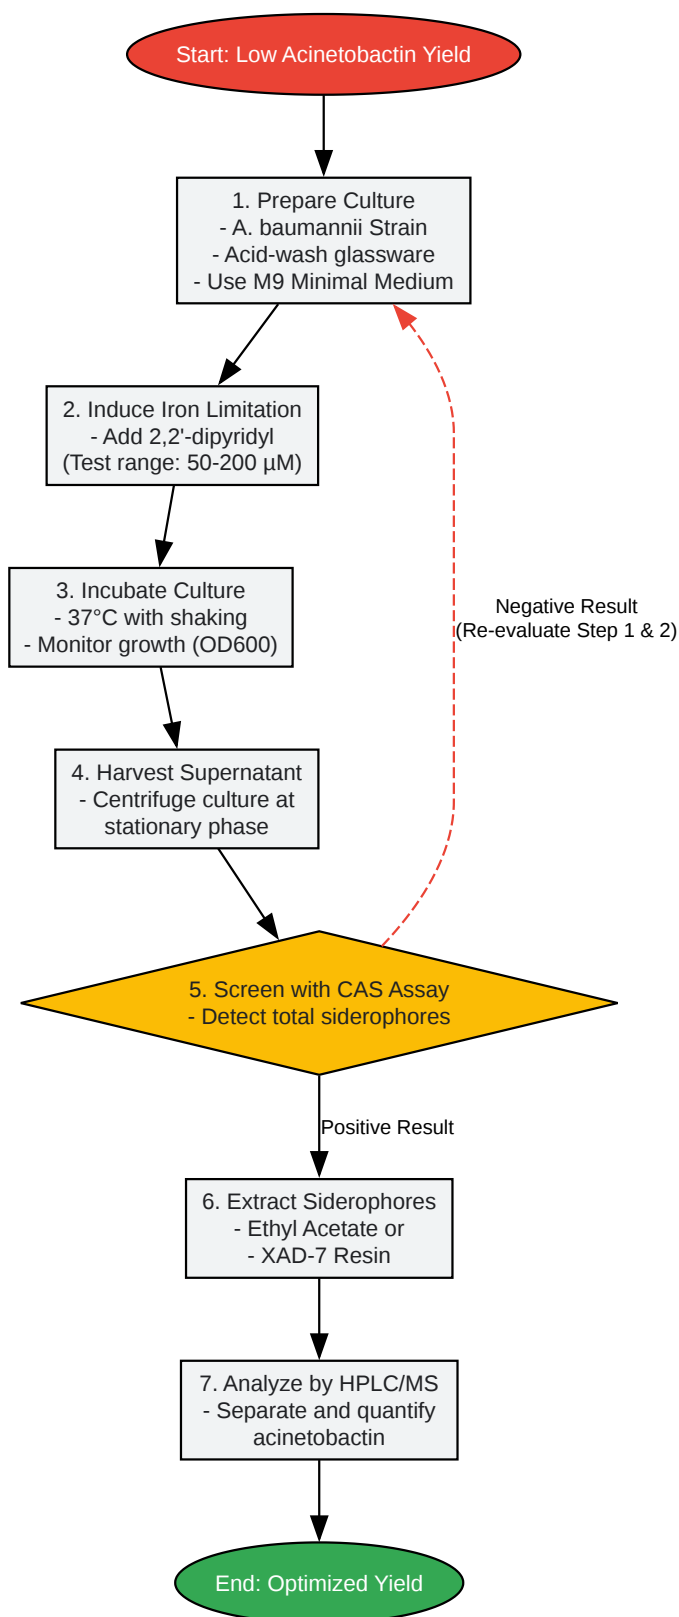 Start: Low Acinetobactin Yield
1. Prepare Culture
- A. baumannii Strain
- Acid-wash glassware
- Use M9 Minimal Medium
2. Induce Iron Limitation
- Add 2,2'-dipyridyl
(Test range: 50-200 µM)
3. Incubate Culture
- 37°C with shaking
- Monitor growth (OD600)
Negative Result
(Re-evaluate Step 1 & 2)
4. Harvest Supernatant
- Centrifuge culture at
stationary phase
5. Screen with CAS Assay
- Detect total siderophores
Positive Result
6. Extract Siderophores
- Ethyl Acetate or
- XAD-7 Resin
7. Analyze by HPLC/MS
- Separate and quantify
acinetobactin
End: Optimized Yield